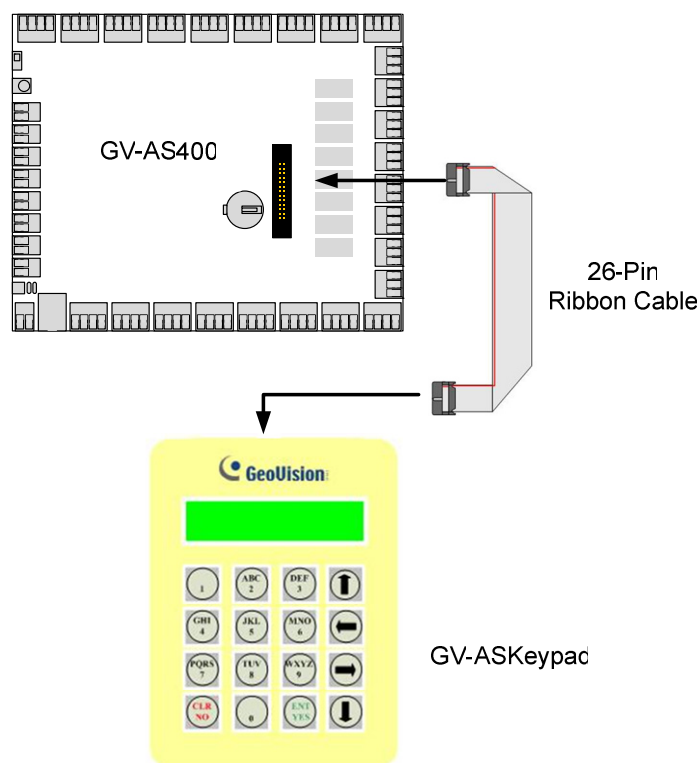 GV-AS400
26-Pin
Ribbon Cable
GeoVision
1
ABC
2
DEF
3
GHI
4
JKL
5
MNO
6
GV-ASKeypad
PQRS
7
TUV
8
WXYZ
9
CLR
NO
0
ENT
YES